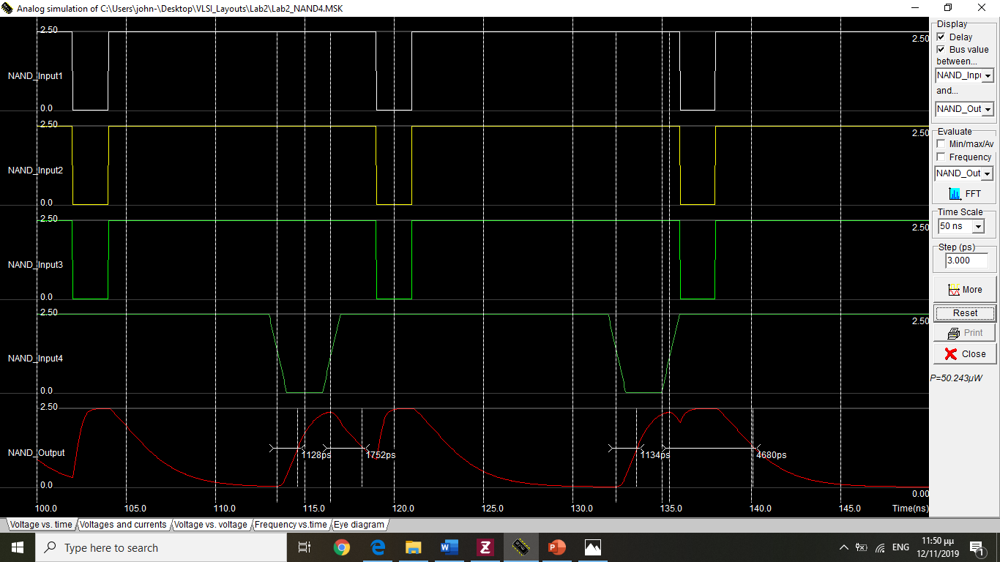 Analog simulation of C:\Users\john-\Desktop\VLSI_Layouts\Lab2\Lab2_NAND4.MSK
2.50
2.50
NAND_Input1
0.0
2.50
2.50
NAND_Input2
0.0
2.50
2.50
NAND_Input3
0.0
2.50
2.50
NAND_Input4
0.0
2.50
NAND_Output
1128ps
1752ps
1134ps
4680ps
0.0
0.00
100.0
105.0
110.0
115.0
120.0
125.0
130.0
135.0
140.0
145.0
Time(ns)
Display
Delay
Bus value
between...
NAND_Inpu
and...
NAND_Out
Evaluate
Min/max/Av
Frequency
NAND_Out
FFT
Time Scale
50 ns
Step (ps)
3.000
More
Reset
Print
Close
P=50.243µW
Voltage vs. time
Voltages and currents
Voltage vs. voltage
Frequency vs.time
Eye diagram
Type here to search
ENG
11:50 μμ
12/11/2019
1